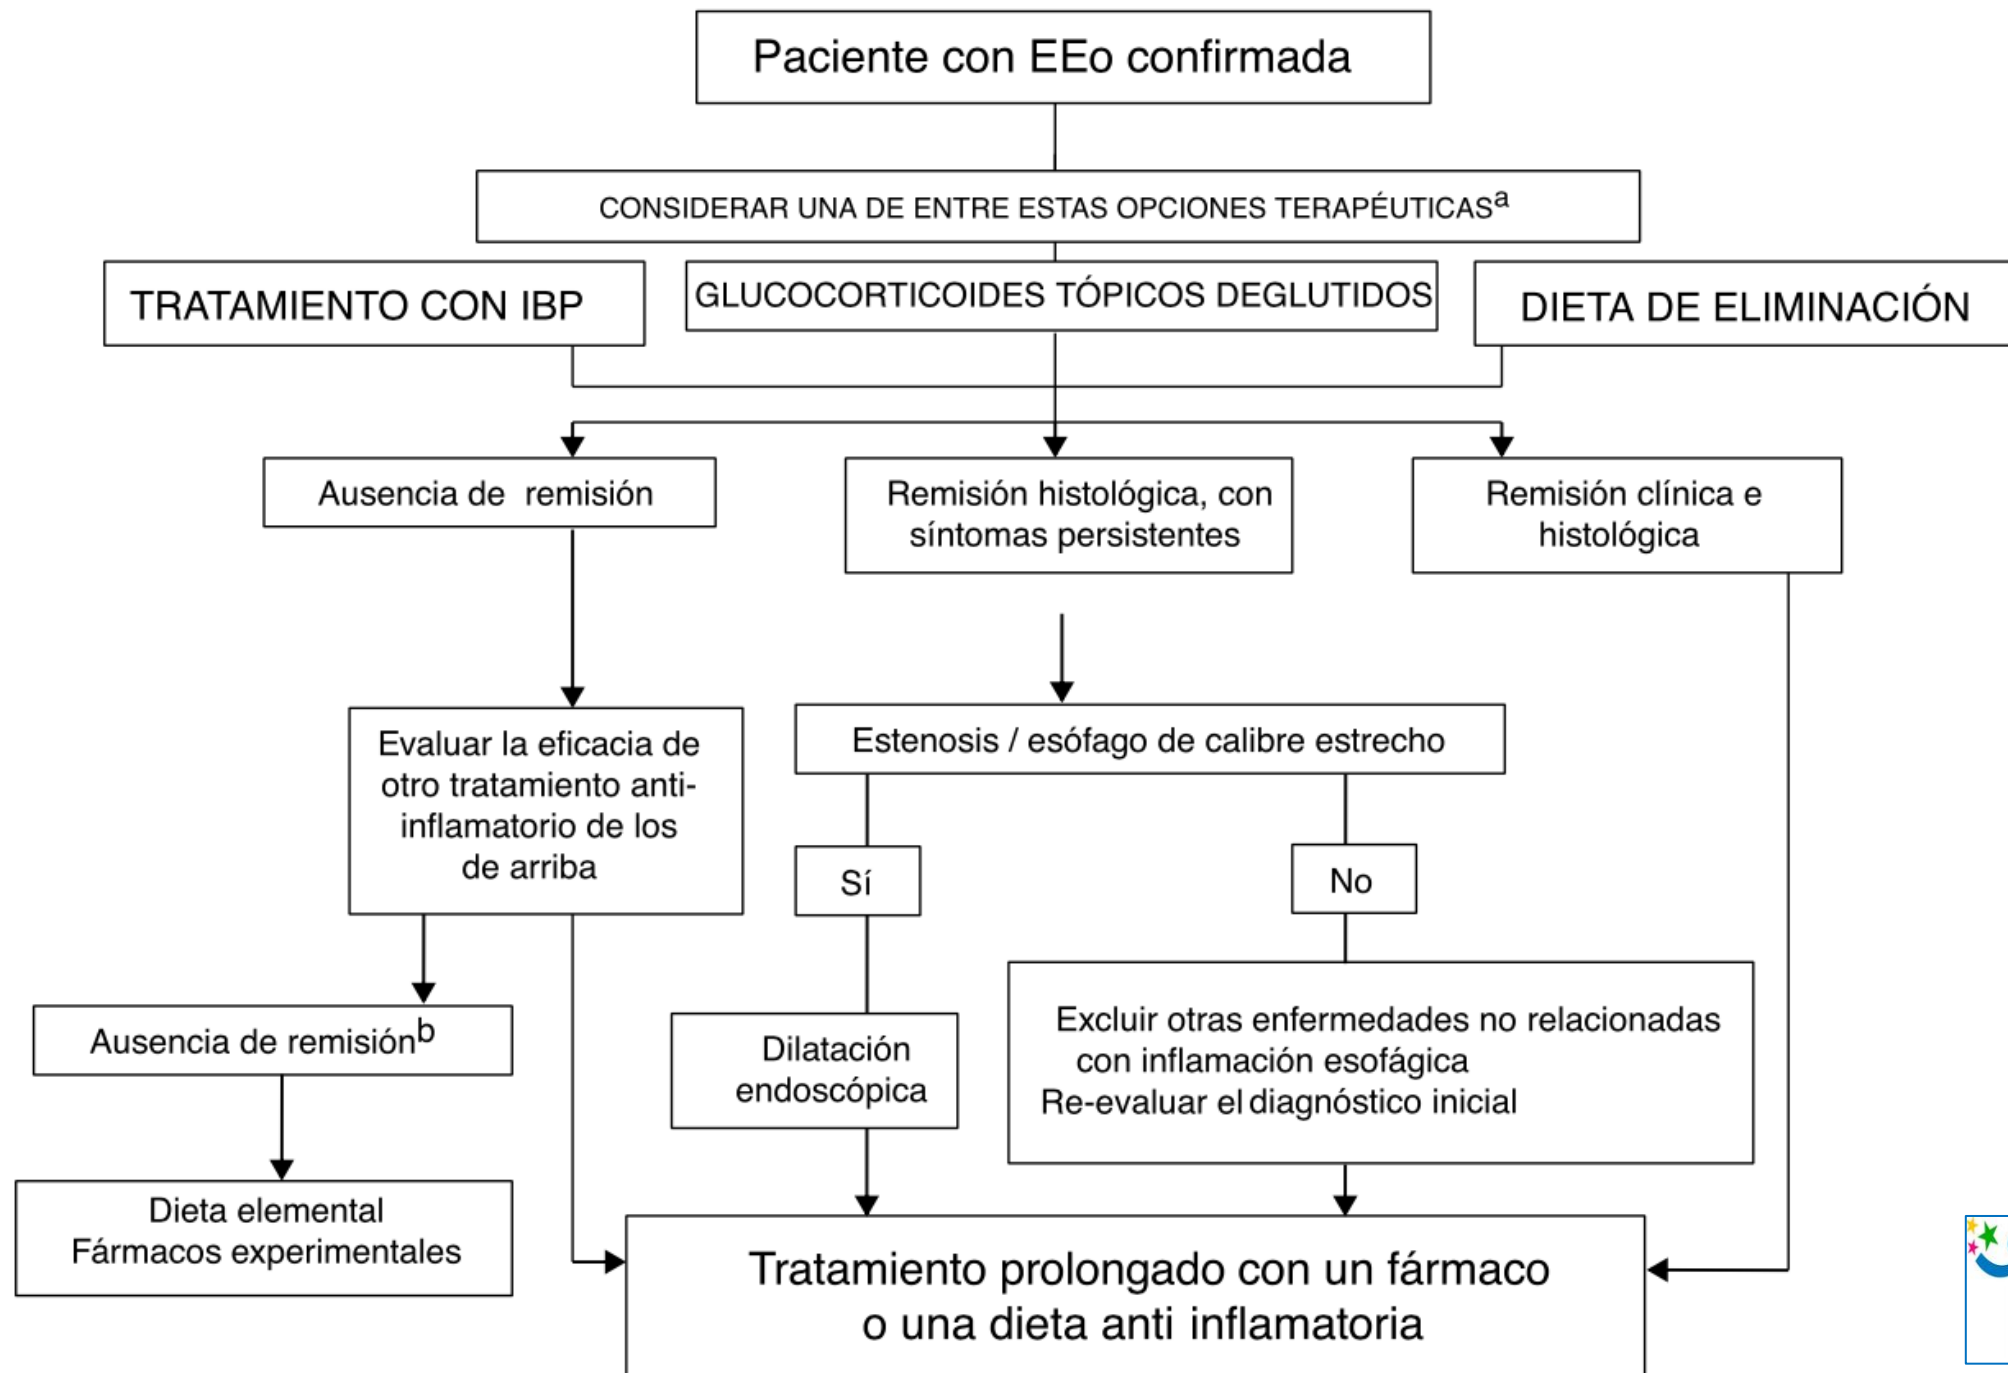 Paciente con EEo confirmada
CONSIDERAR UNA DE ENTRE ESTAS OPCIONES TERAPÉUTICASa
TRATAMIENTO CON IBP
GLUCOCORTICOIDES TÓPICOS DEGLUTIDOS
DIETA DE ELIMINACIÓN
Ausencia de remisión
Remisión histológica, con
síntomas persistentes
Remisión clínica e
histológica
Evaluar la eficacia de
otro tratamiento anti-
inflamatorio de los
de arriba
Estenosis / esófago de calibre estrecho
Sí
No
Ausencia de remisiónb
Dilatación
endoscópica
Excluir otras enfermedades no relacionadas
con inflamación esofágica
Re-evaluar el diagnóstico inicial
Dieta elemental
Fármacos experimentales
Tratamiento prolongado con un fármaco
o una dieta anti inflamatoria